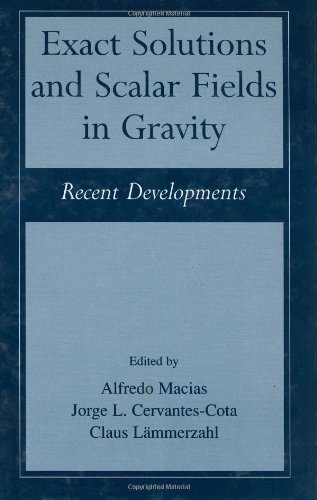 Exact Solutions
and Scalar Fields
in Gravity
Recent Developments
Edited by
Alfredo Macias
Jorge L. Cervantes-Cota
Claus Lämmerzahl